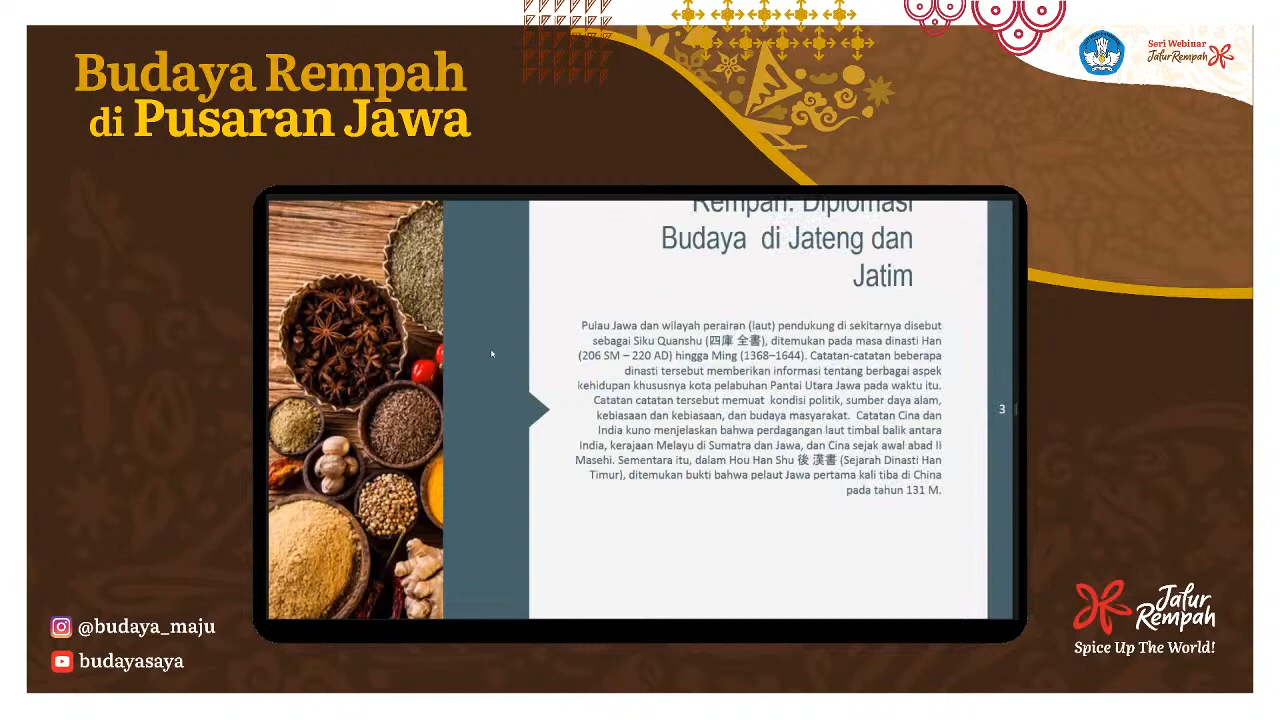 Budaya Rempah
di Pusaran Jawa
Seri Webinar
Jalur Rempah
Rempah: Diplomasi
Budaya di Jateng dan
Jatim
Pulau Jawa dan wilayah perairan (laut) pendukung di sekitarnya disebut
sebagai Siku Quanshu (四庫 全書), ditemukan pada masa dinasti Han
(206 SM – 220 AD) hingga Ming (1368–1644). Catatan-catatan beberapa
dinasti tersebut memberikan informasi tentang berbagai aspek
kehidupan khususnya kota pelabuhan Pantai Utara Jawa pada waktu itu.
Catatan catatan tersebut memuat kondisi politik, sumber daya alam,
kebiasaan dan kebiasaan, dan budaya masyarakat. Catatan Cina dan
India kuno menjelaskan bahwa perdagangan laut timbal balik antara
India, kerajaan Melayu di Sumatra dan Jawa, dan Cina sejak awal abad II
Masehi. Sementara itu, dalam Hou Han Shu 後 漢書 (Sejarah Dinasti Han
Timur), ditemukan bukti bahwa pelaut Jawa pertama kali tiba di China
pada tahun 131 M.
3
@budaya_maju
budayasaya
Jalur
Rempah
Spice Up The World!